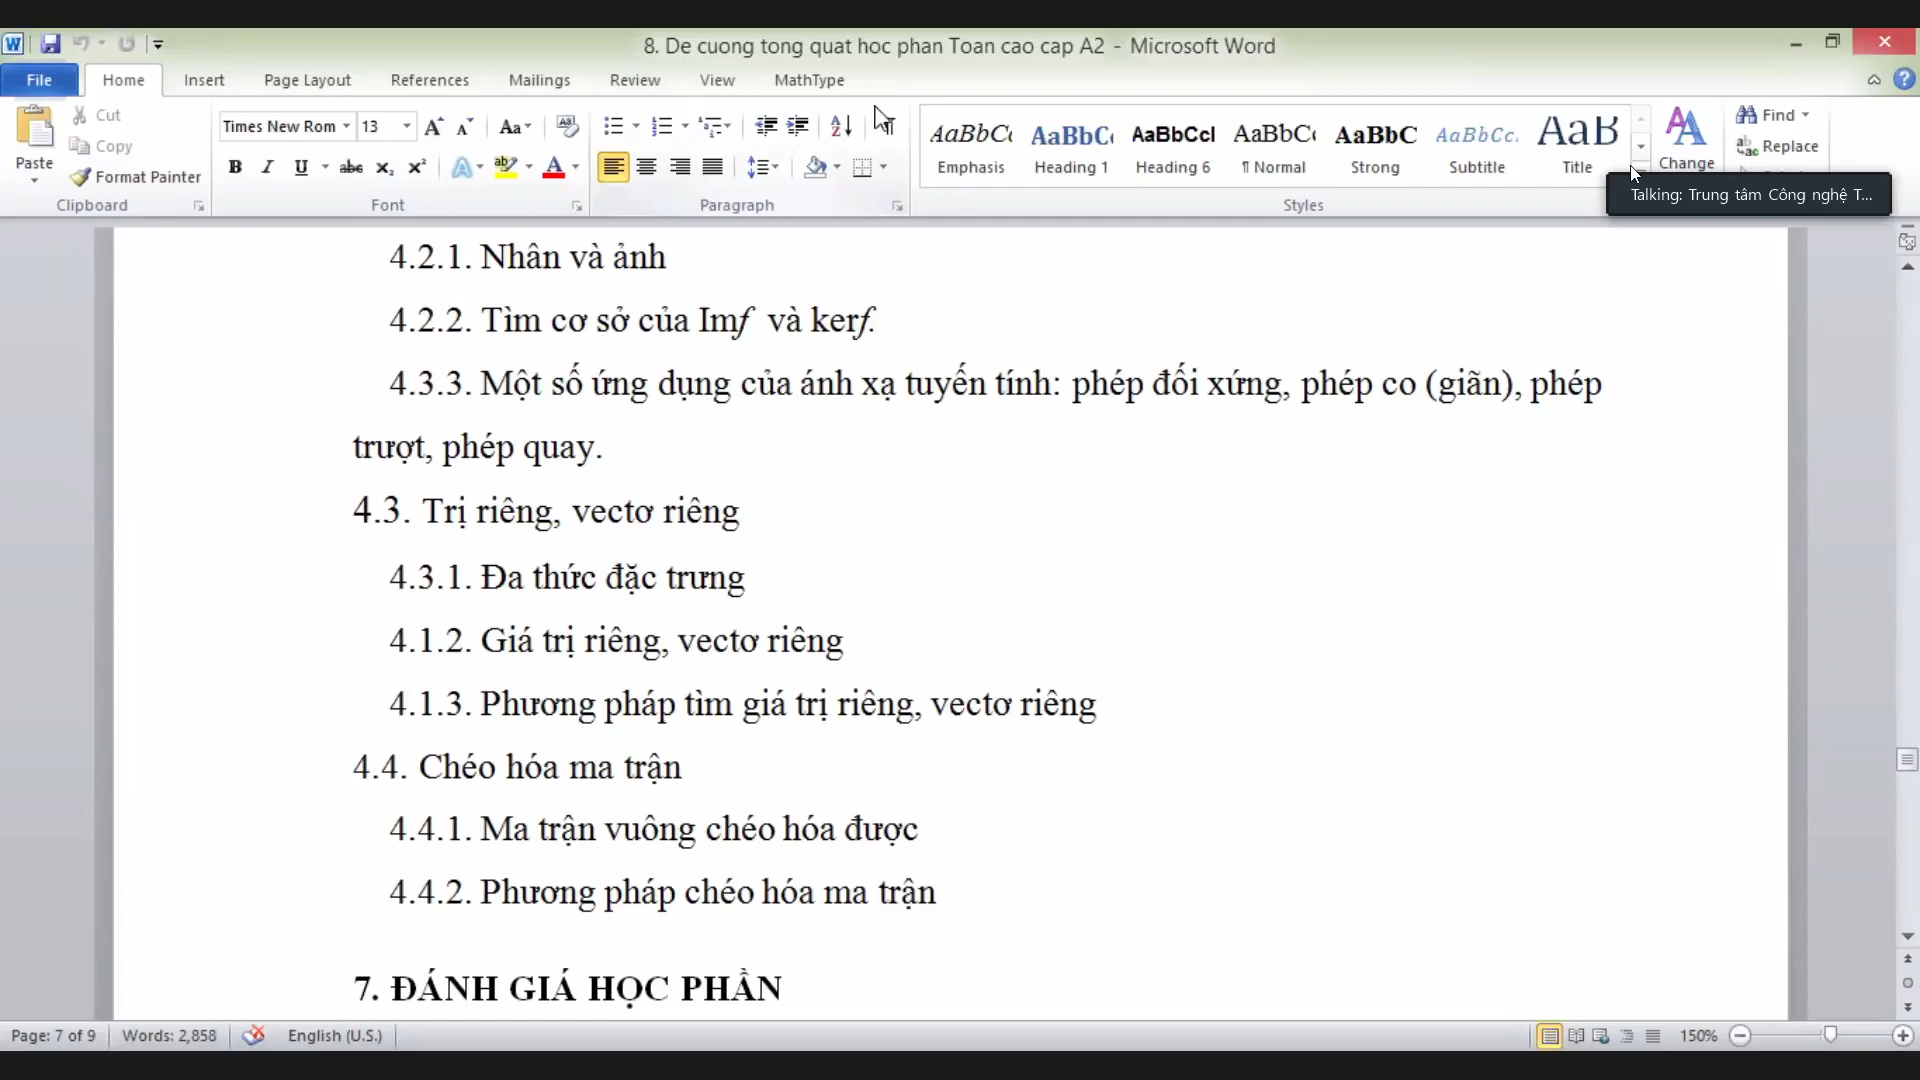 8. De cuong tong quat hoc phan Toan cao cap A2 - Microsoft Word
File Home Insert Page Layout References Mailings Review View MathType
Paste
Cut
Copy
Format Painter
Clipboard
Times New Rom 13
Font
Paragraph
AaBbC Emphasis
AaBbC Heading 1
AaBbCcI Heading 6
AaBbC ¶ Normal
AaBbC Strong
AaBbCc. Subtitle
AaB Title
Change
Styles
Find
Replace
Talking: Trung tâm Công nghệ T...
4.2.1. Nhân và ảnh
4.2.2. Tìm cơ sở của Imf và kerf.
4.3.3. Một số ứng dụng của ánh xạ tuyến tính: phép đối xứng, phép co (giãn), phép
trượt, phép quay.
4.3. Trị riêng, vectơ riêng
4.3.1. Đa thức đặc trưng
4.1.2. Giá trị riêng, vectơ riêng
4.1.3. Phương pháp tìm giá trị riêng, vectơ riêng
4.4. Chéo hóa ma trận
4.4.1. Ma trận vuông chéo hóa được
4.4.2. Phương pháp chéo hóa ma trận
7. ĐÁNH GIÁ HỌC PHẦN
Page: 7 of 9 Words: 2,858 English (U.S.) 150%